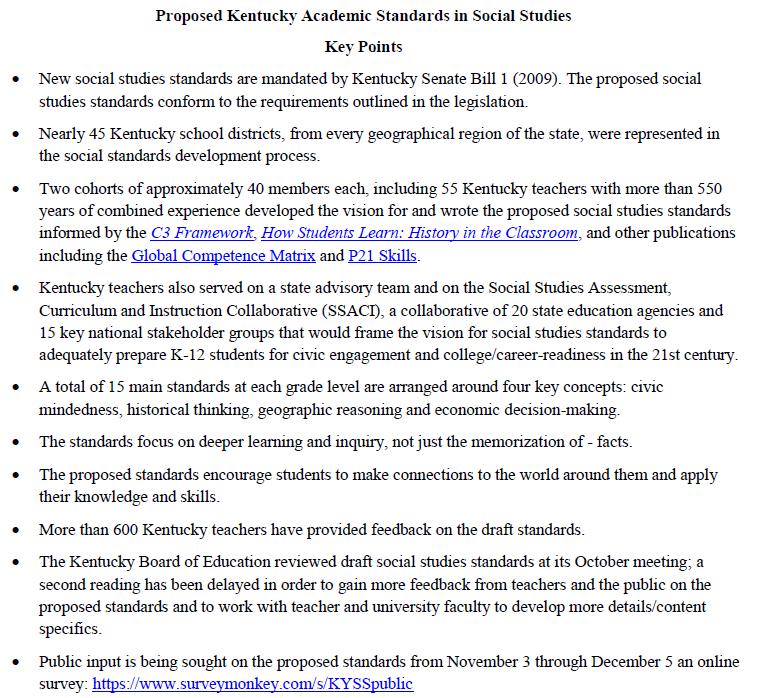 Proposed Kentucky Academic Standards in Social Studies
Key Points
• New social studies standards are mandated by Kentucky Senate Bill 1 (2009). The proposed social
studies standards conform to the requirements outlined in the legislation.
• Nearly 45 Kentucky school districts, from every geographical region of the state, were represented in
the social standards development process.
• Two cohorts of approximately 40 members each, including 55 Kentucky teachers with more than 550
years of combined experience developed the vision for and wrote the proposed social studies standards
informed by the C3 Framework, How Students Learn: History in the Classroom, and other publications
including the Global Competence Matrix and P21 Skills.
• Kentucky teachers also served on a state advisory team and on the Social Studies Assessment,
Curriculum and Instruction Collaborative (SSACI), a collaborative of 20 state education agencies and
15 key national stakeholder groups that would frame the vision for social studies standards to
adequately prepare K-12 students for civic engagement and college/career-readiness in the 21st century.
• A total of 15 main standards at each grade level are arranged around four key concepts: civic
mindedness, historical thinking, geographic reasoning and economic decision-making.
• The standards focus on deeper learning and inquiry, not just the memorization of - facts.
• The proposed standards encourage students to make connections to the world around them and apply
their knowledge and skills.
• More than 600 Kentucky teachers have provided feedback on the draft standards.
• The Kentucky Board of Education reviewed draft social studies standards at its October meeting; a
second reading has been delayed in order to gain more feedback from teachers and the public on the
proposed standards and to work with teacher and university faculty to develop more details/content
specifics.
• Public input is being sought on the proposed standards from November 3 through December 5 an online
survey: https://www.surveymonkey.com/s/KYSSpublic